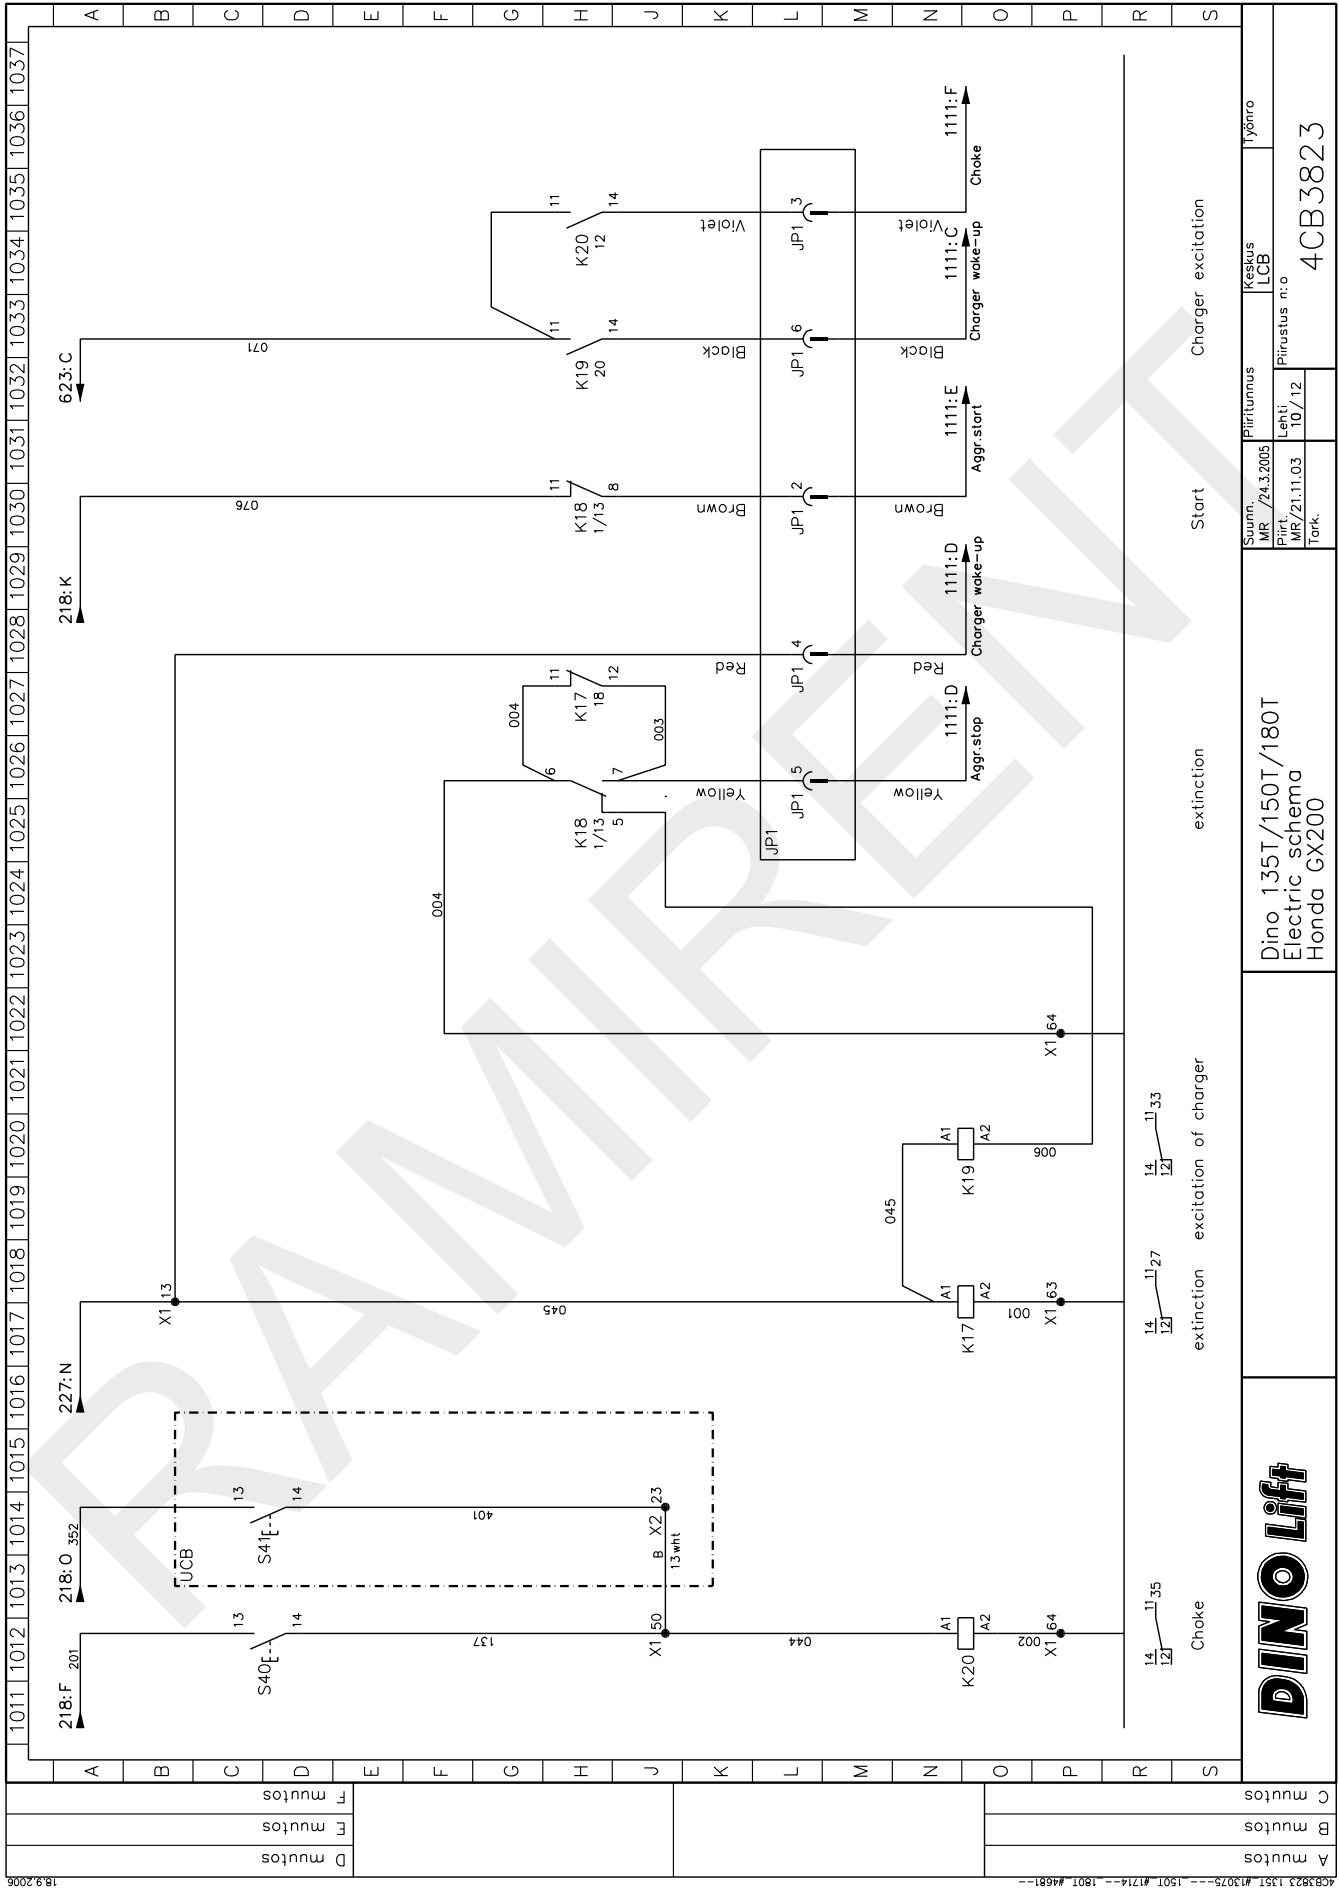 1011 1012 1013 1014 1015 1016 1017 1018 1019 1020 1021 1022 1023 1024 1025 1026 1027 1028 1029 1030 1031 1032 1033 1034 1035 1036 1037
A A
B B
C C
D D
E E
F F
G G
H H
J J
K K
L L
M M
N N
O O
P P
R R
S S
218:F 201
218:O 352
227:N
218:K
623:C
UCB
S40 13 14
S41 13 14
137
401
X1 50
B
13wht
X2 23
044
K20 A1 A2
002
X1 64
14 12 11 35
Choke
X1 13
045
045
K17 A1 A2
001
X1 63
14 12 11 27
extinction
K19 A1 A2
006
14 12 11 33
excitation of charger
X1 64
004
K18 1/13 6 5 7
004
003
K17 18 11 12
JP1
Yellow
JP1 5
Yellow
1111:D
Aggr.stop
extinction
Red
JP1 4
Red
1111:D
Charger wake-up
076
K18 1/13 11 8
Brown
JP1 2
Brown
1111:E
Aggr.start
Start
071
K19 20 11 14
Black
JP1 6
Black
1111:C
Charger wake-up
K20 12 11 14
Violet
JP1 3
Violet
1111:F
Choke
Charger excitation
RAMIRENT
DINO Lift
Dino 135T/150T/180T
Electric schema
Honda GX200
Suunn.
MR /24.3.2005
Piirt.
MR/21.11.03
Tark.
Piiritunnus
Lehti
10/12
Keskus
LCB
Työnro
Piirustus n:o
4CB3823
F muutos
E muutos
D muutos
C muutos
B muutos
A muutos
18.9.2006
4CB3823 135T #13075--- 150T #1714--- 180T #4681---